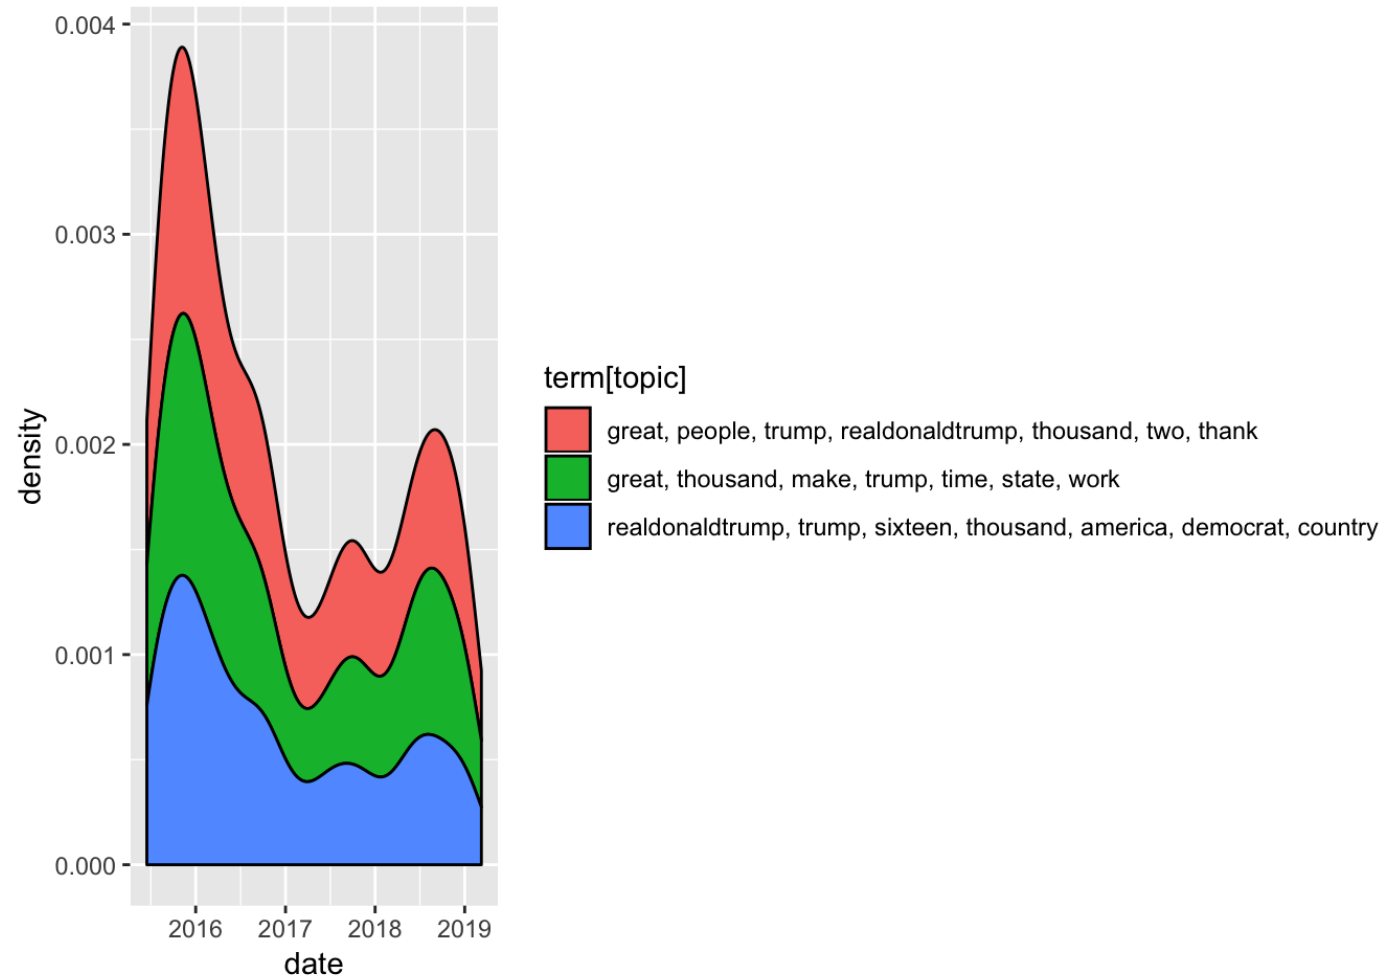 0.004
0.003
0.002
0.001
0.000
density
2016 2017 2018 2019
date
term[topic]
great, people, trump, realdonaldtrump, thousand, two, thank
great, thousand, make, trump, time, state, work
realdonaldtrump, trump, sixteen, thousand, america, democrat, country